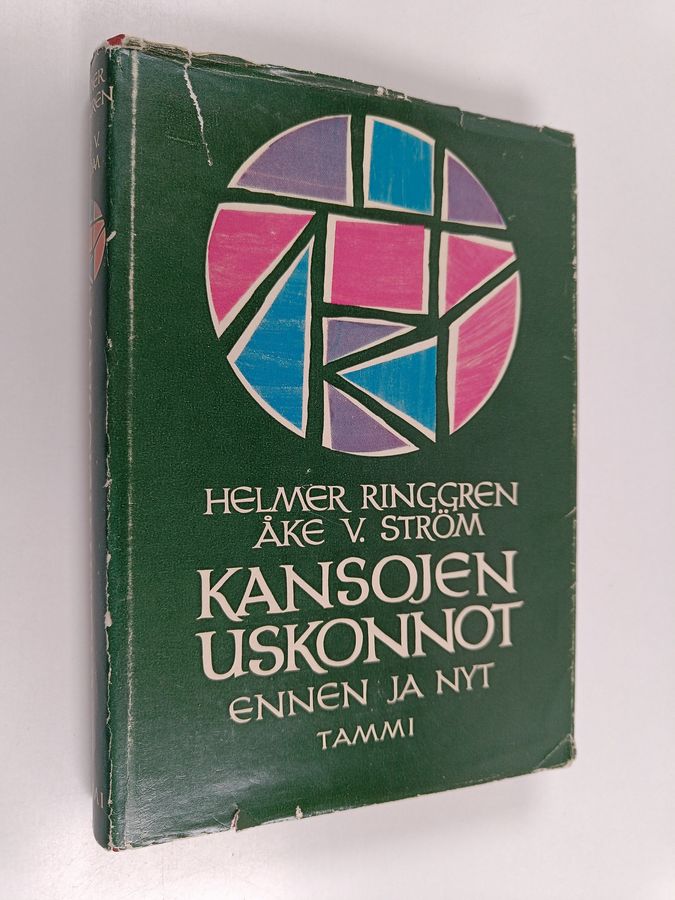 HELMER RINGGREN
ÅKE V. STRÖM
KANSOJEN
USKONNOT
ENNEN JA NYT
TAMMI